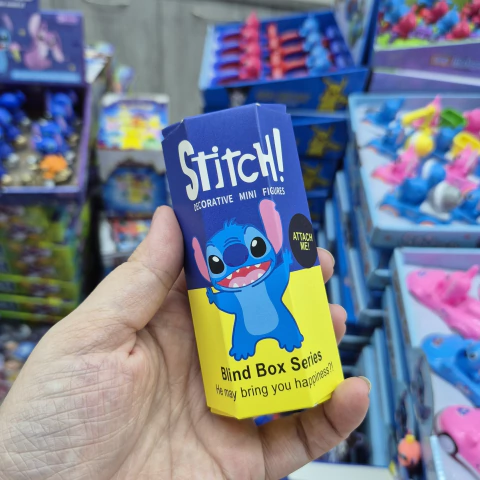 Stitch!
DECORATIVE MINI FIGURES
ATTACH
ME!
Blind Box Series
He may bring you happiness?!